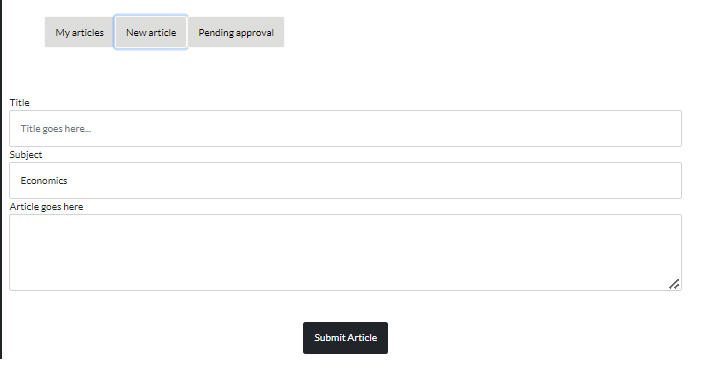 My articles New article Pending approval
Title
Title goes here...
Subject
Economics
Article goes here
Submit Article